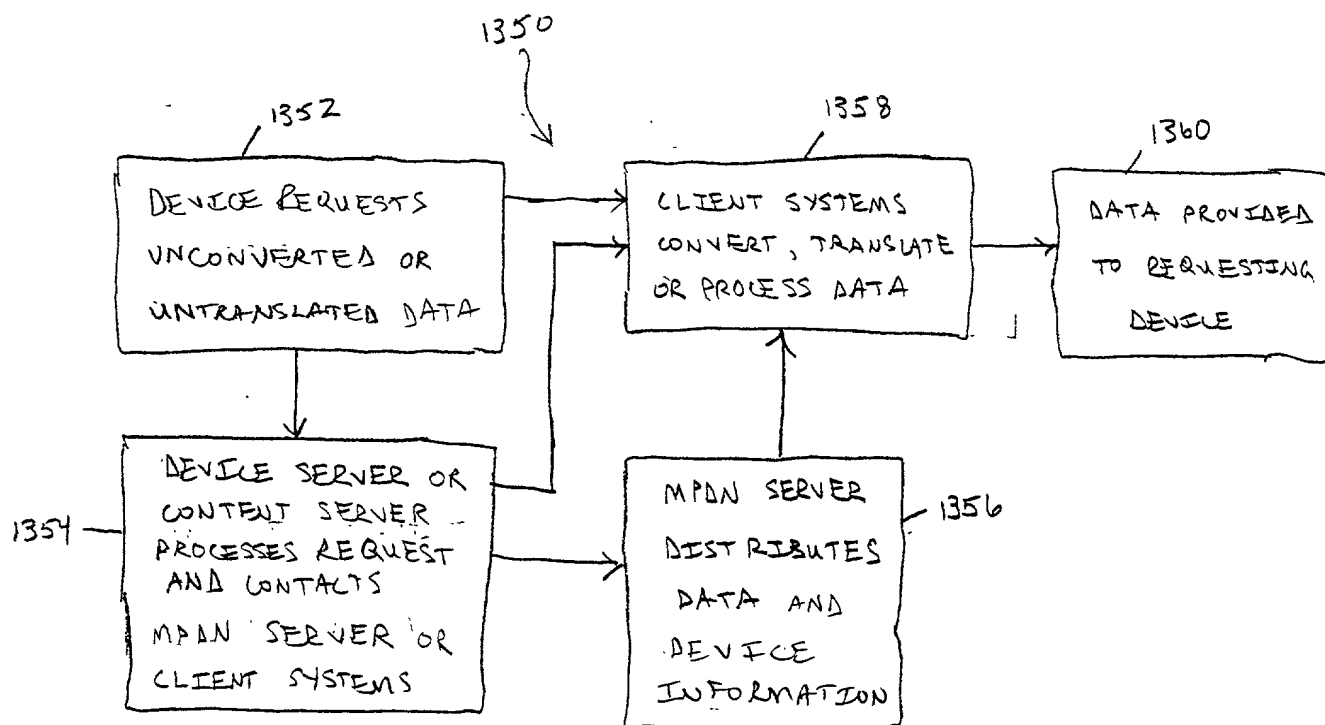 1350
1352
DEVICE REQUESTS
UNCONVERTED OR
UNTRANSLATED DATA
1358
CLIENT SYSTEMS
CONVERT, TRANSLATE
OR PROCESS DATA
1360
DATA PROVIDED
TO REQUESTING
DEVICE
1354
DEVICE SERVER OR
CONTENT SERVER
PROCESSES REQUEST
AND CONTACTS
MPDN SERVER OR
CLIENT SYSTEMS
1356
MPDN SERVER
DISTRIBUTES
DATA AND
DEVICE
INFORMATION